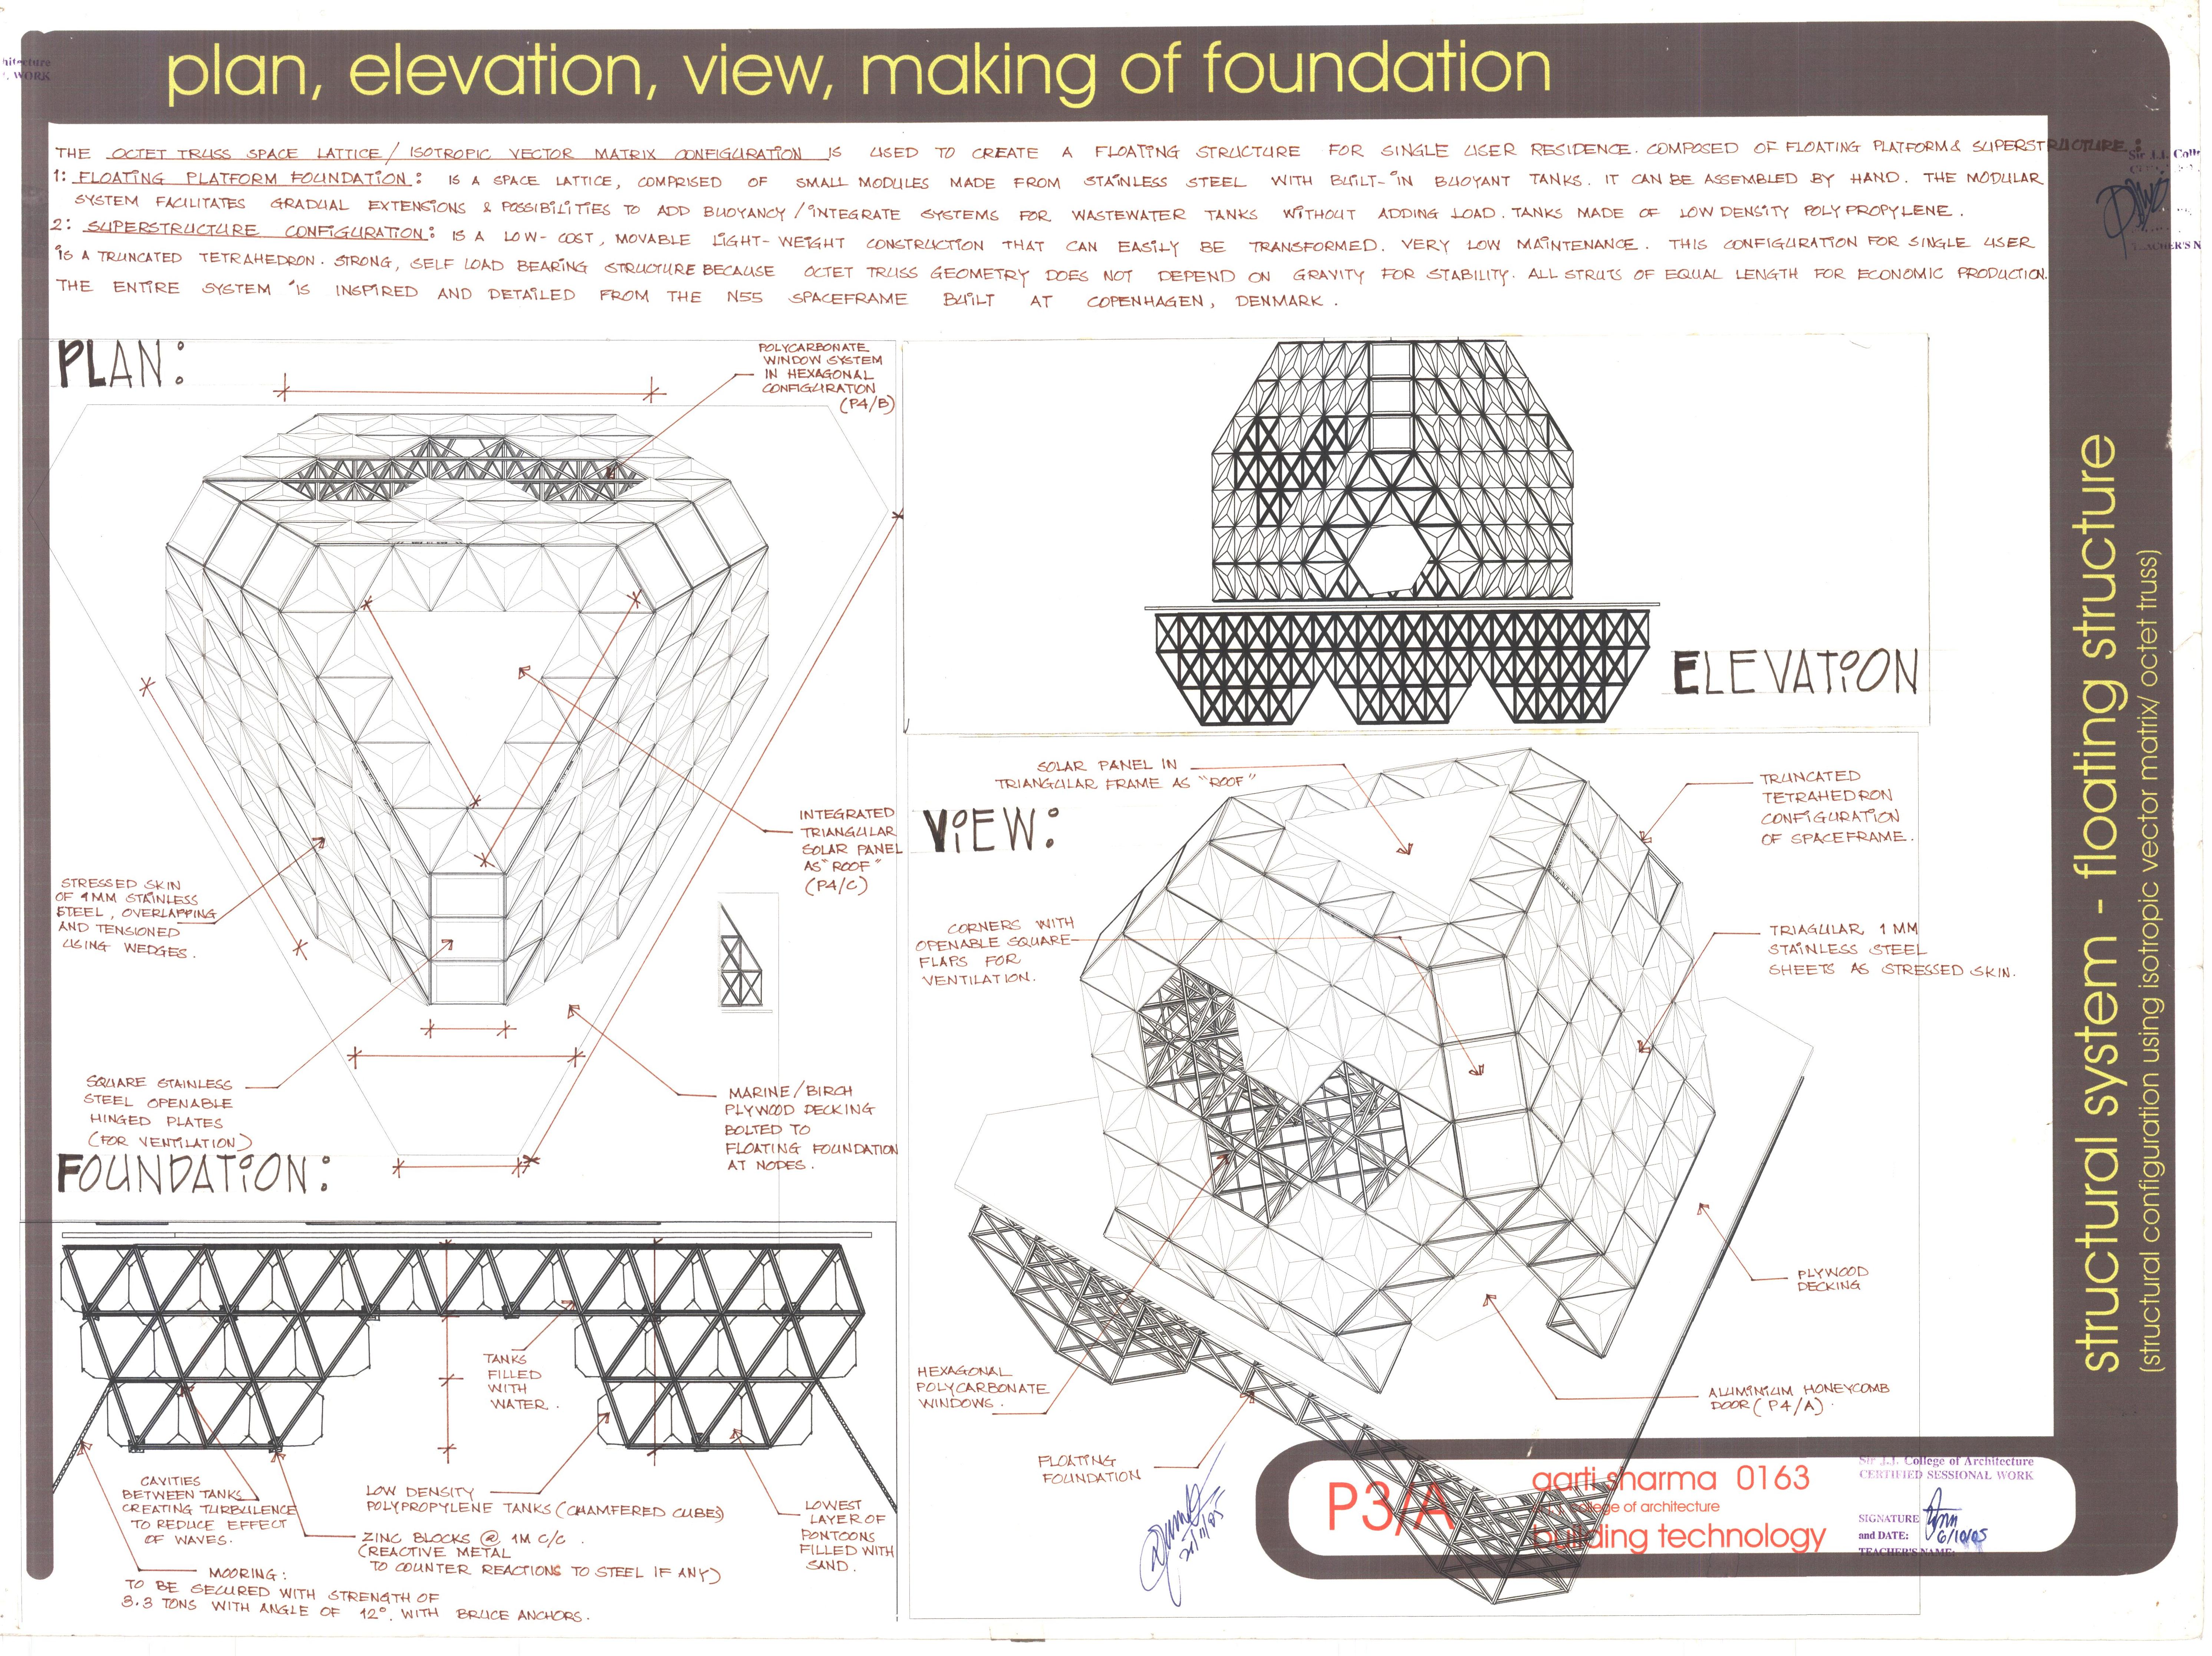 plan, elevation, view, making of foundation
hitecture
WORK
THE OCTET TRUSS SPACE LATTICE / ISOTROPIC VECTOR MATRIX CONFIGURATION IS USED TO CREATE A FLOATING STRUCTURE FOR SINGLE USER RESIDENCE. COMPOSED OF FLOATING PLATFORM & SUPERSTRUCTURE:
1: FLOATING PLATFORM FOUNDATION: IS A SPACE LATTICE, COMPRISED OF SMALL MODULES MADE FROM STAINLESS STEEL WITH BUILT-IN BUOYANT TANKS. IT CAN BE ASSEMBLED BY HAND. THE MODULAR
SYSTEM FACILITATES GRADUAL EXTENSIONS & POSSIBILITIES TO ADD BUOYANCY / INTEGRATE SYSTEMS FOR WASTEWATER TANKS WITHOUT ADDING LOAD. TANKS MADE OF LOW DENSITY POLY PROPYLENE.
2: SUPERSTRUCTURE CONFIGURATION: IS A LOW-COST, MOVABLE LIGHT-WEIGHT CONSTRUCTION THAT CAN EASILY BE TRANSFORMED. VERY LOW MAINTENANCE. THIS CONFIGURATION FOR SINGLE USER
IS A TRUNCATED TETRAHEDRON. STRONG, SELF LOAD BEARING STRUCTURE BECAUSE OCTET TRUSS GEOMETRY DOES NOT DEPEND ON GRAVITY FOR STABILITY. ALL STRUTS OF EQUAL LENGTH FOR ECONOMIC PRODUCTION.
THE ENTIRE SYSTEM IS INSPIRED AND DETAILED FROM THE N55 SPACEFRAME BUILT AT COPENHAGEN, DENMARK.
Sir J.J. Colle
PLAN:
POLYCARBONATE
WINDOW SYSTEM
IN HEXAGONAL
CONFIGURATION
(P4/B)
INTEGRATED
TRIANGULAR
SOLAR PANEL
AS "ROOF"
(P4/C)
STRESSED SKIN
OF 1MM STAINLESS
STEEL, OVERLAPPING
AND TENSIONED
USING WEDGES.
SQUARE STAINLESS
STEEL OPENABLE
HINGED PLATES
(FOR VENTILATION)
MARINE/BIRCH
PLYWOOD DECKING
BOLTED TO
FLOATING FOUNDATION
AT NODES.
ELEVATION
VIEW:
SOLAR PANEL IN
TRIANGULAR FRAME AS "ROOF"
TRUNCATED
TETRAHEDRON
CONFIGURATION
OF SPACEFRAME.
CORNERS WITH
OPENABLE SQUARE
FLAPS FOR
VENTILATION.
TRIAGULAR 1 MM
STAINLESS STEEL
SHEETS AS STRESSED SKIN.
PLYWOOD
DECKING
HEXAGONAL
POLYCARBONATE
WINDOWS.
ALUMINIUM HONEYCOMB
DOOR (P4/A).
FLOATING
FOUNDATION
FOUNDATION:
TANKS
FILLED
WITH
WATER.
CAVITIES
BETWEEN TANKS
CREATING TURBULENCE
TO REDUCE EFFECT
OF WAVES.
LOW DENSITY
POLYPROPYLENE TANKS (CHAMFERED CUBES)
ZINC BLOCKS @ 1M C/C.
(REACTIVE METAL
TO COUNTER REACTIONS TO STEEL IF ANY)
LOWEST
LAYER OF
PONTOONS
FILLED WITH
SAND.
MOORING:
TO BE SECURED WITH STRENGTH OF
3.3 TONS WITH ANGLE OF 12°. WITH BRUCE ANCHORS.
structural system - floating structure
(structural configuration using isotropic vector matrix/ octet truss)
P3/A
aarti sharma 0163
college of architecture
building technology
Sir J.J. College of Architecture
CERTIFIED SESSIONAL WORK
SIGNATURE
and DATE: 6/10/05
TEACHER'S NAME: